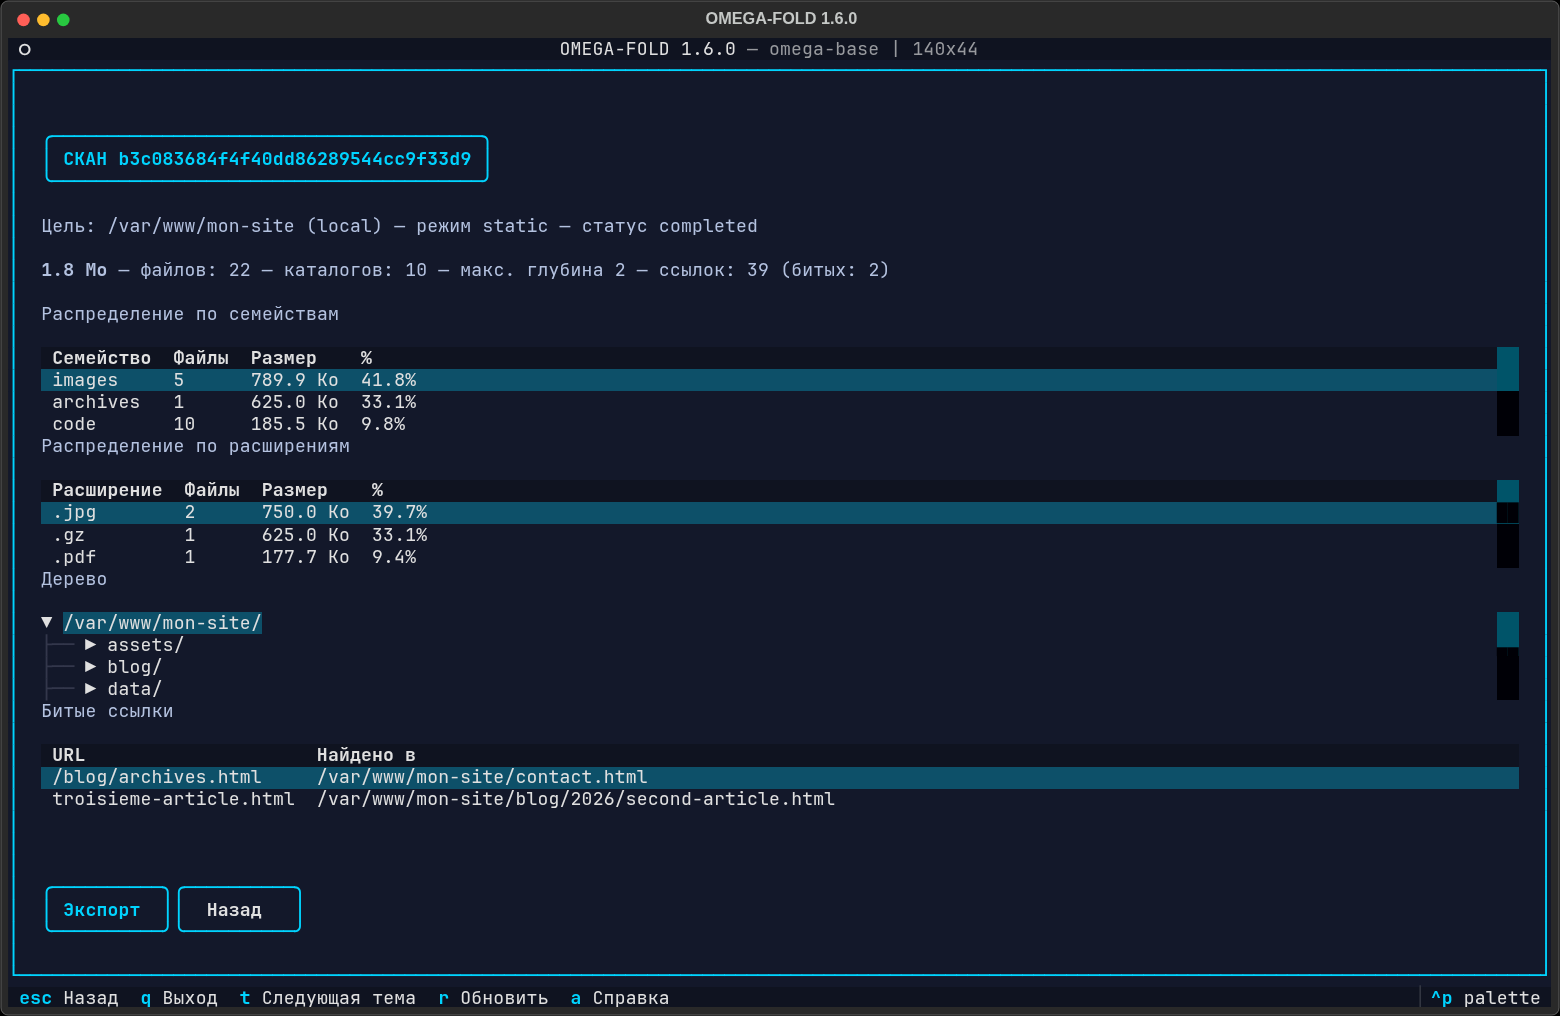 OMEGA-FOLD 1.6.0
OMEGA-FOLD 1.6.0 — omega-base | 140x44
СКАН b3c083684f4f40dd86289544cc9f33d9
Цель: /var/www/mon-site (local) — режим static — статус completed
1.8 Mo — файлов: 22 — каталогов: 10 — макс. глубина 2 — ссылок: 39 (битых: 2)
Распределение по семействам
Семейство Файлы Размер %
images 5 789.9 Ko 41.8%
archives 1 625.0 Ko 33.1%
code 10 185.5 Ko 9.8%
Распределение по расширениям
Расширение Файлы Размер %
.jpg 2 750.0 Ko 39.7%
.gz 1 625.0 Ko 33.1%
.pdf 1 177.7 Ko 9.4%
Дерево
▼ /var/www/mon-site/
▶ assets/
▶ blog/
▶ data/
Битые ссылки
URL Найдено в
/blog/archives.html /var/www/mon-site/contact.html
troisieme-article.html /var/www/mon-site/blog/2026/second-article.html
Экспорт Назад
esc Назад q Выход t Следующая тема r Обновить a Справка ^p palette